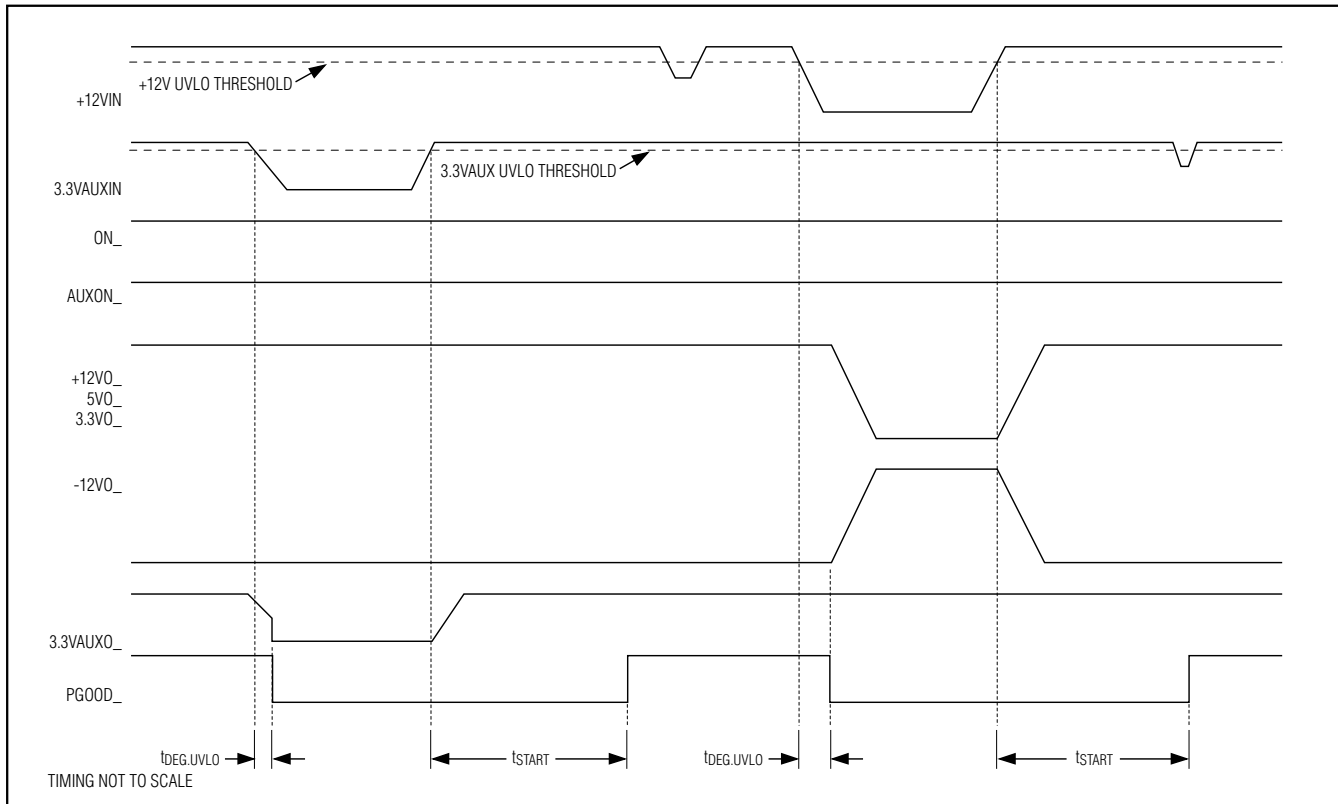 +12V UVLO THRESHOLD
+12VIN
3.3VAUX UVLO THRESHOLD
3.3VAUXIN
ON_
AUXON_
+12VO_
5VO_
3.3VO_
-12VO_
3.3VAUXO_
PGOOD_
tDEG.UVLO
tSTART
tDEG.UVLO
tSTART
TIMING NOT TO SCALE